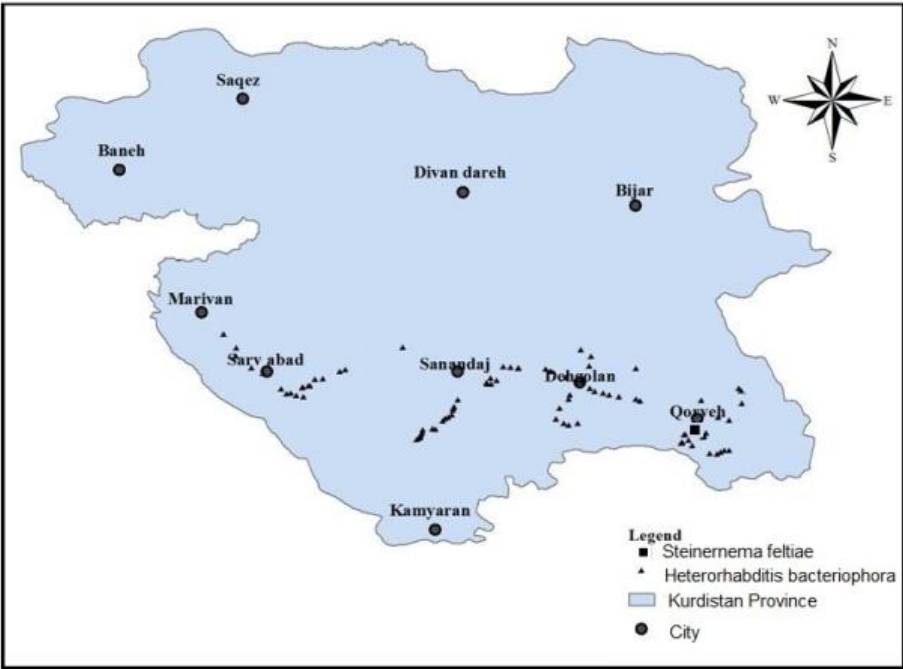 N
Saqez
W
E
S
Baneh
Divan dareh
Bijar
Marivan
Sarv abad
Sanandaj
Dehgolan
Qorveh
Kamyaran
Legend
Steinernema feltiae
Heterorhabditis bacteriophora
Kurdistan Province
City